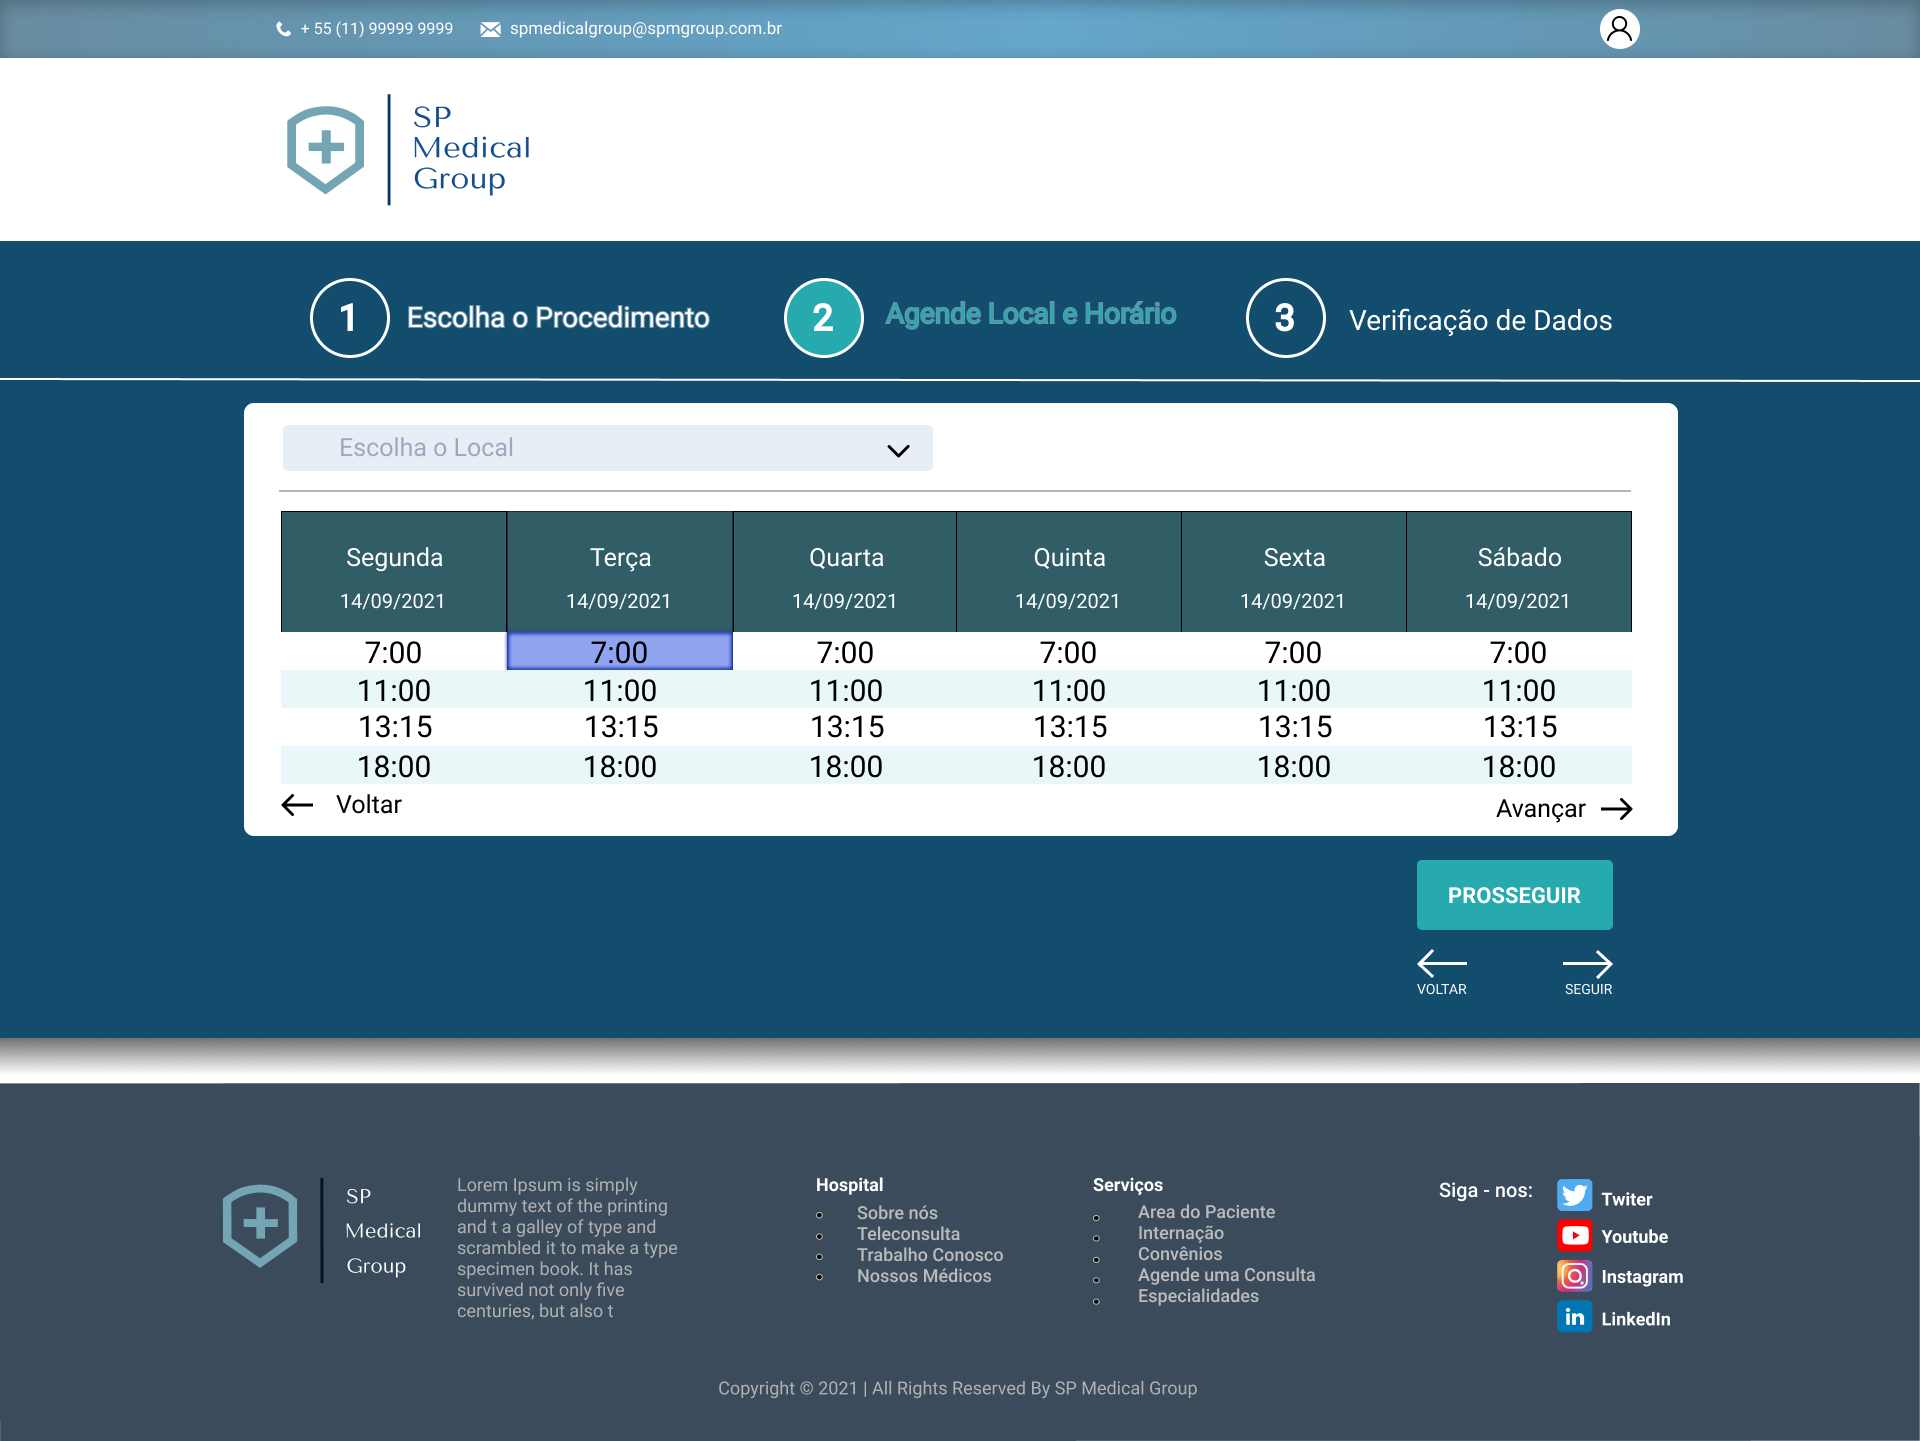 + 55 (11) 99999 9999 spmedicalgroup@spmgroup.com.br
SP
Medical
Group
1 Escolha o Procedimento 2 Agende Local e Horário 3 Verificação de Dados
Escolha o Local
Segunda Terça Quarta Quinta Sexta Sábado
14/09/2021 14/09/2021 14/09/2021 14/09/2021 14/09/2021 14/09/2021
7:00 7:00 7:00 7:00 7:00 7:00
11:00 11:00 11:00 11:00 11:00 11:00
13:15 13:15 13:15 13:15 13:15 13:15
18:00 18:00 18:00 18:00 18:00 18:00
Voltar Avançar
PROSSEGUIR
VOLTAR SEGUIR
SP
Medical
Group
Lorem Ipsum is simply
dummy text of the printing
and t a galley of type and
scrambled it to make a type
specimen book. It has
survived not only five
centuries, but also t
Hospital
Sobre nós
Teleconsulta
Trabalho Conosco
Nossos Médicos
Serviços
Area do Paciente
Internação
Convênios
Agende uma Consulta
Especialidades
Siga - nos:
Twiter
Youtube
Instagram
in LinkedIn
Copyright © 2021 | All Rights Reserved By SP Medical Group